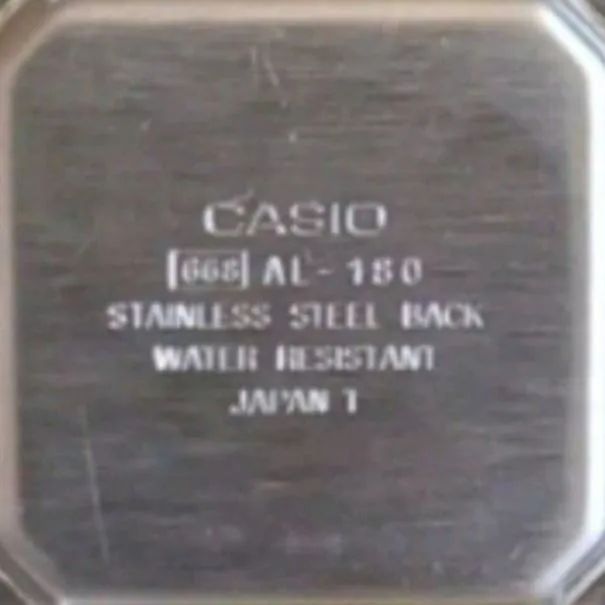 CASIO
[668] AL-180
STAINLESS STEEL BACK
WATER RESISTANT
JAPAN T